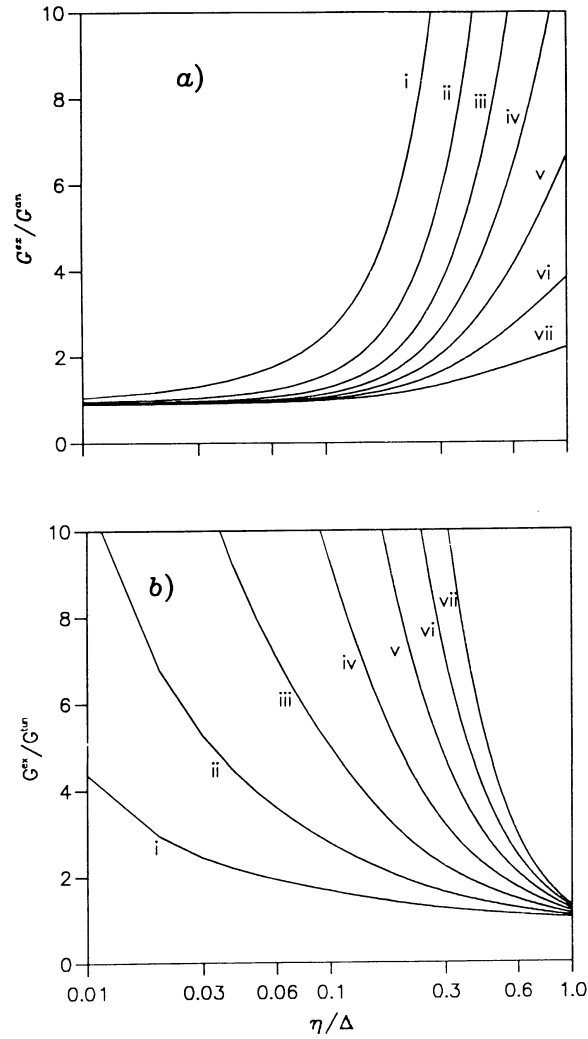 10
8
6
4
2
0
G^{ex}/G^{an}
a)
i
ii
iii
iv
v
vi
vii
10
8
6
4
2
0
G^{ex}/G^{tun}
b)
i
ii
iii
iv
v
vi
vii
0.01 0.03 0.06 0.1 0.3 0.6 1.0
η/Δ